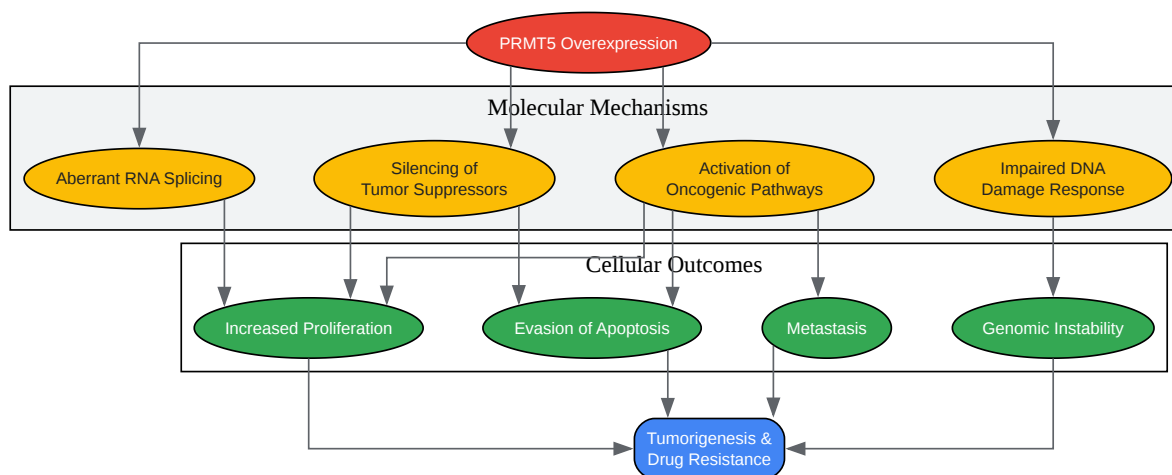 PRMT5 Overexpression
Molecular Mechanisms
Aberrant RNA Splicing
Silencing of
Tumor Suppressors
Activation of
Oncogenic Pathways
Impaired DNA
Damage Response
Cellular Outcomes
Increased Proliferation
Evasion of Apoptosis
Metastasis
Genomic Instability
Tumorigenesis &
Drug Resistance